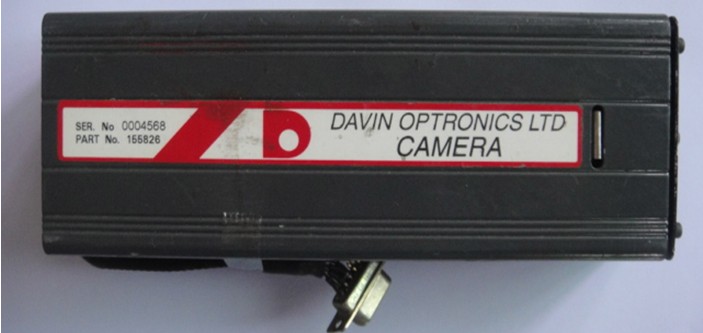 SER. No 0004568
PART No. 155826
DAVIN OPTRONICS LTD
CAMERA